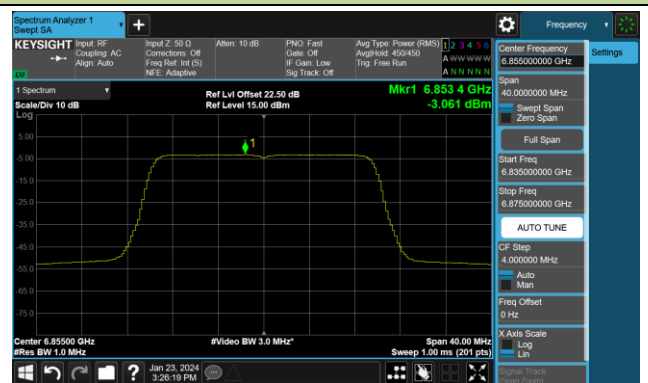 Spectrum Analyzer 1
Swept SA
Frequency
KEYSIGHT
Input: RF
Coupling: AC
Align: Auto
Input Z: 50 Ω
Corrections: Off
Freq Ref: Int (S)
NFE: Adaptive
Atten: 10 dB
PNO: Fast
Gate: Off
IF Gain: Low
Sig Track: Off
Avg Type: Power (RMS)
Avg|Hold: 450/450
Trig: Free Run
1 2 3 4 5 6
A W W W W W
A N N N N N
LW
Center Frequency
6.855000000 GHz
Settings
1 Spectrum
Scale/Div 10 dB
Log
Ref Lvl Offset 22.50 dB
Ref Level 15.00 dBm
Mkr1 6.853 4 GHz
-3.061 dBm
Span
40.0000000 MHz
Swept Span
Zero Span
Full Span
Start Freq
6.835000000 GHz
Stop Freq
6.875000000 GHz
AUTO TUNE
CF Step
4.000000 MHz
Auto
Man
Freq Offset
0 Hz
X Axis Scale
Log
Lin
Signal Track
(Span Zoom)
1
5.00
-5.00
-15.0
-25.0
-35.0
-45.0
-55.0
-65.0
-75.0
Center 6.85500 GHz
#Res BW 1.0 MHz
#Video BW 3.0 MHz*
Span 40.00 MHz
Sweep 1.00 ms (201 pts)
?
Jan 23, 2024
3:26:19 PM